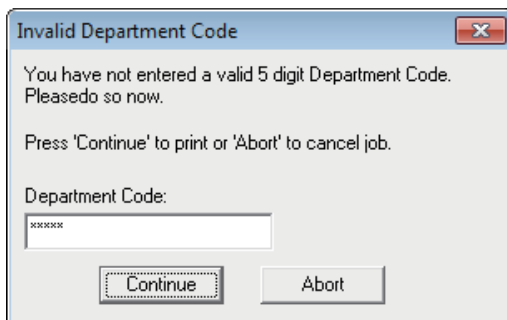 Invalid Department Code
You have not entered a valid 5 digit Department Code.
Pleasedo so now.
Press 'Continue' to print or 'Abort' to cancel job.
Department Code:
*****
Continue
Abort